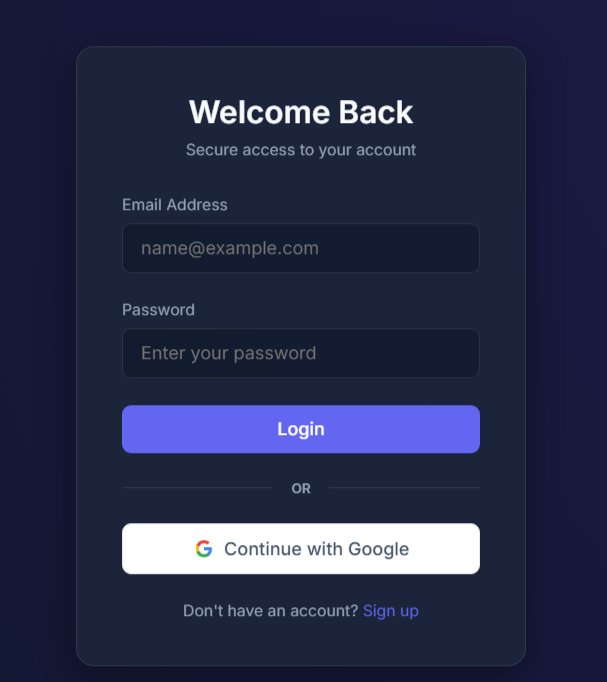 Welcome Back
Secure access to your account
Email Address
name@example.com
Password
Enter your password
Login
OR
Continue with Google
Don't have an account? Sign up